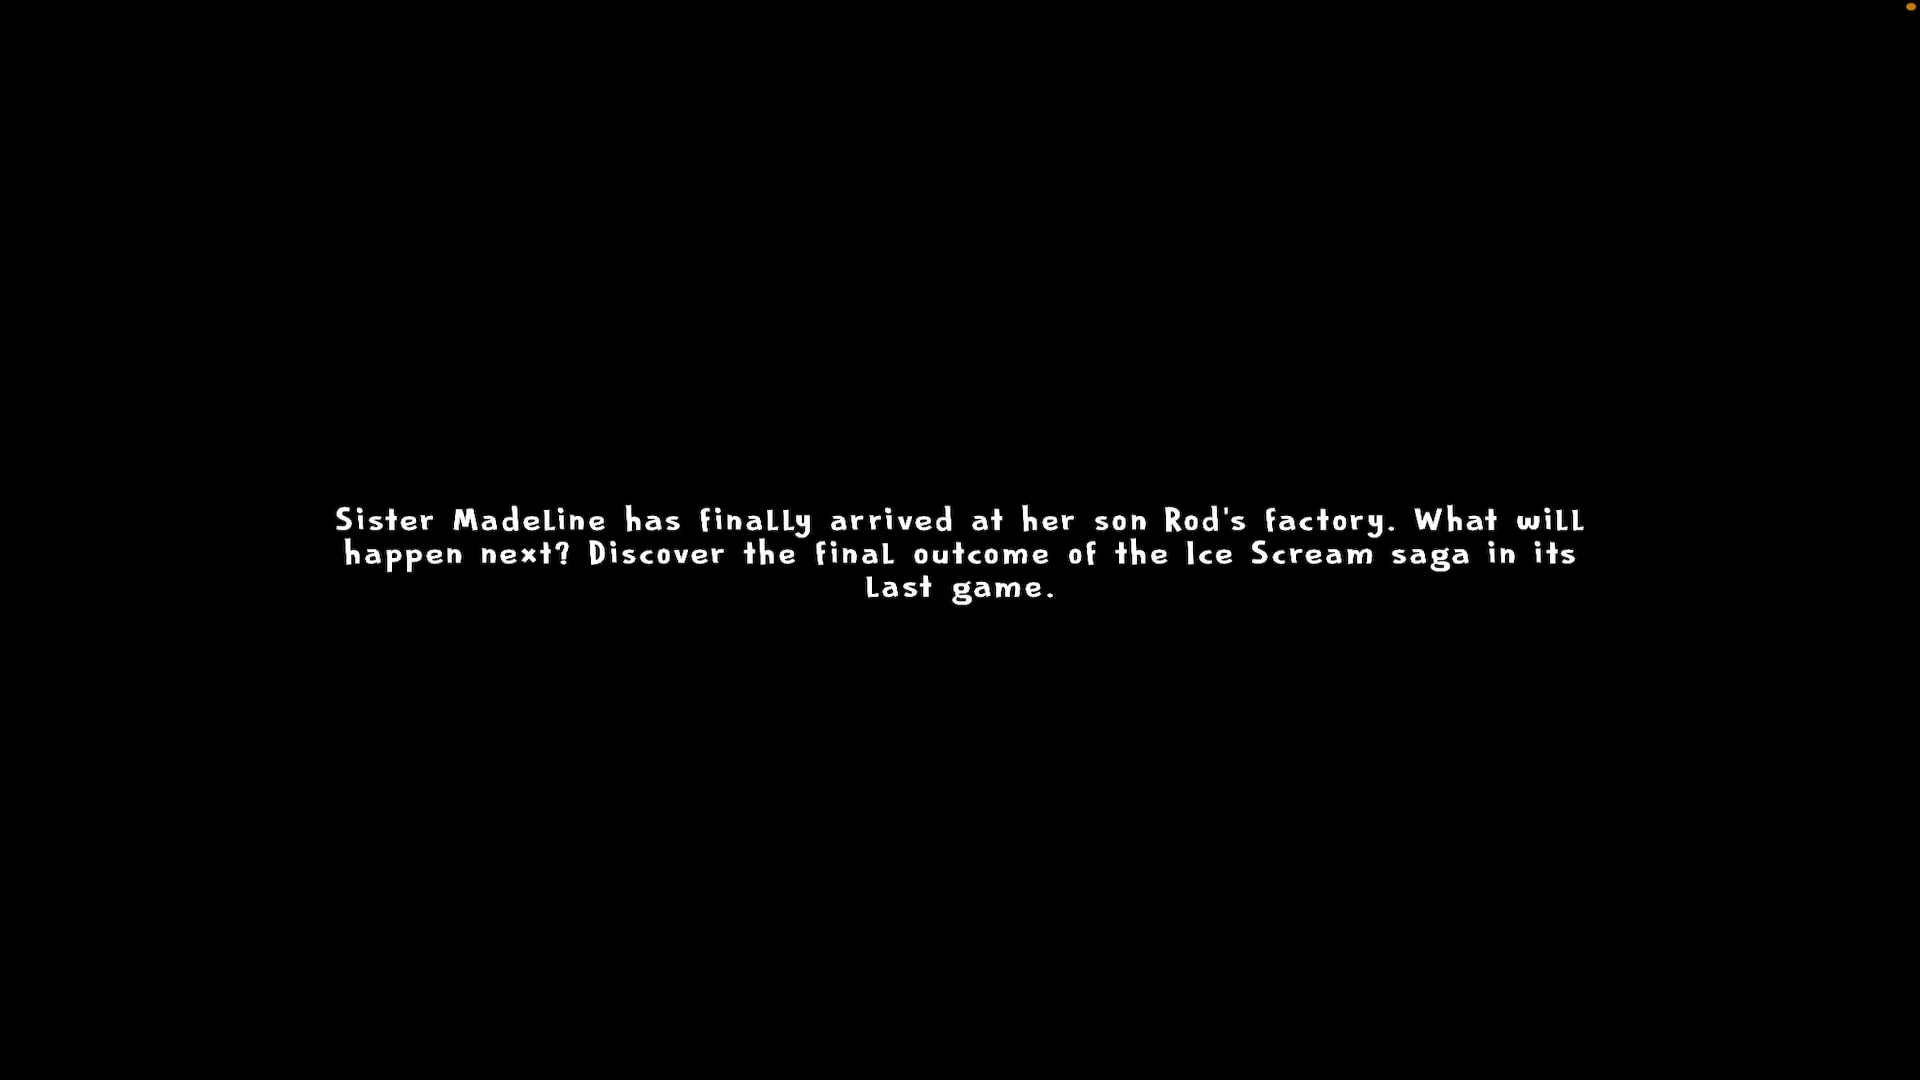 Sister Madeline has finally arrived at her son Rod's factory. What will
happen next? Discover the final outcome of the Ice Scream saga in its
Last game.